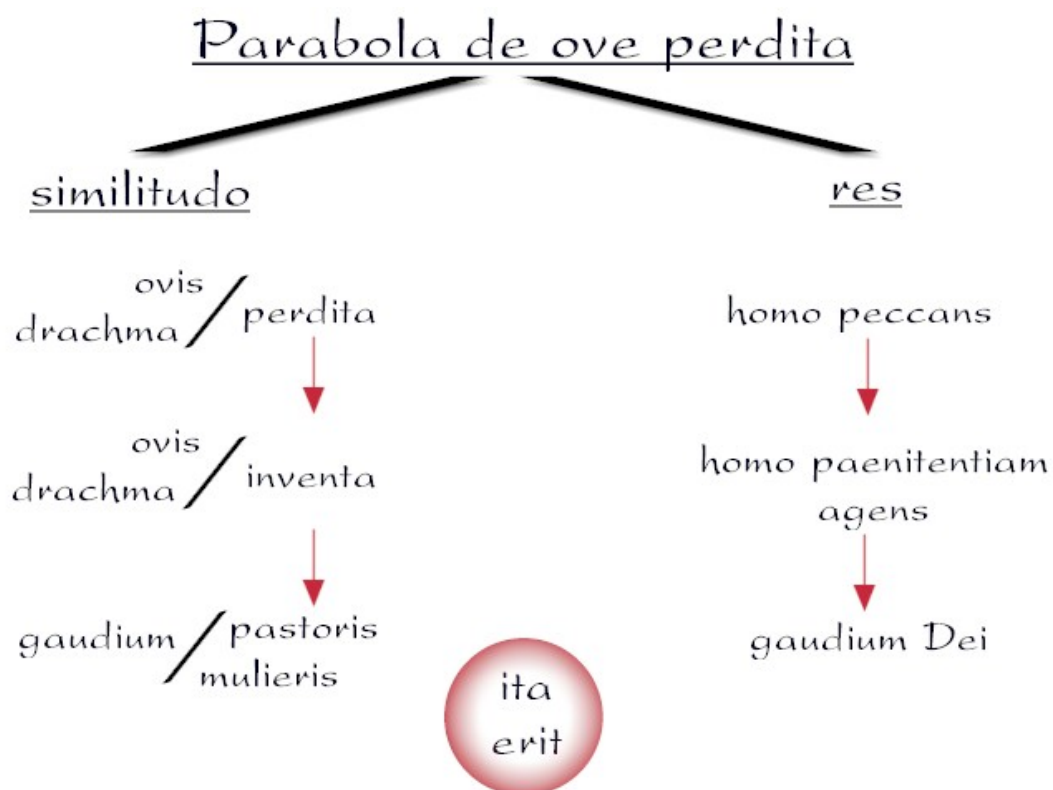 Parabola de ove perdita
similitudo
res
ovis
drachma / perdita
homo peccans
ovis
drachma / inventa
homo paenitentiam
agens
gaudium / pastoris
mulieris
gaudium Dei
ita
erit